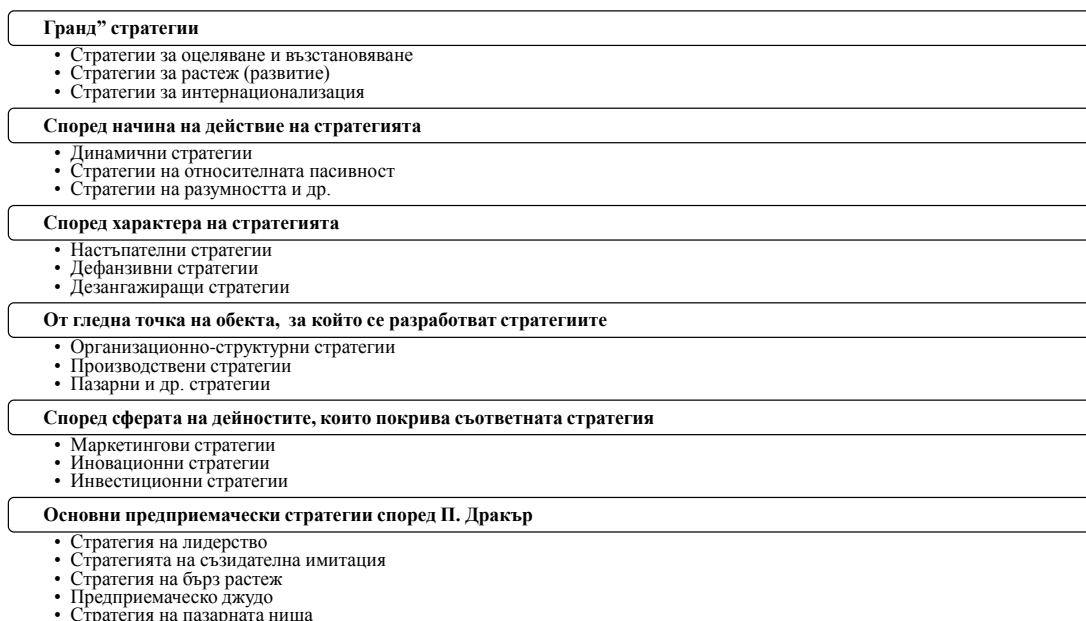 Гранд” стратегии
• Стратегии за оцеляване и възстановяване
• Стратегии за растеж (развитие)
• Стратегии за интернационализация
Според начина на действие на стратегията
• Динамични стратегии
• Стратегии на относителната пасивност
• Стратегии на разумността и др.
Според характера на стратегията
• Настъпателни стратегии
• Дефанзивни стратегии
• Дезангажиращи стратегии
От гледна точка на обекта, за който се разработват стратегиите
• Организационно-структурни стратегии
• Производствени стратегии
• Пазарни и др. стратегии
Според сферата на дейностите, които покрива съответната стратегия
• Маркетингови стратегии
• Иновационни стратегии
• Инвестиционни стратегии
Основни предприемачески стратегии според П. Дракър
• Стратегия на лидерство
• Стратегията на съзидателна имитация
• Стратегия на бърз растеж
• Предприемаческо джудо
• Стратегия на пазарната ниша